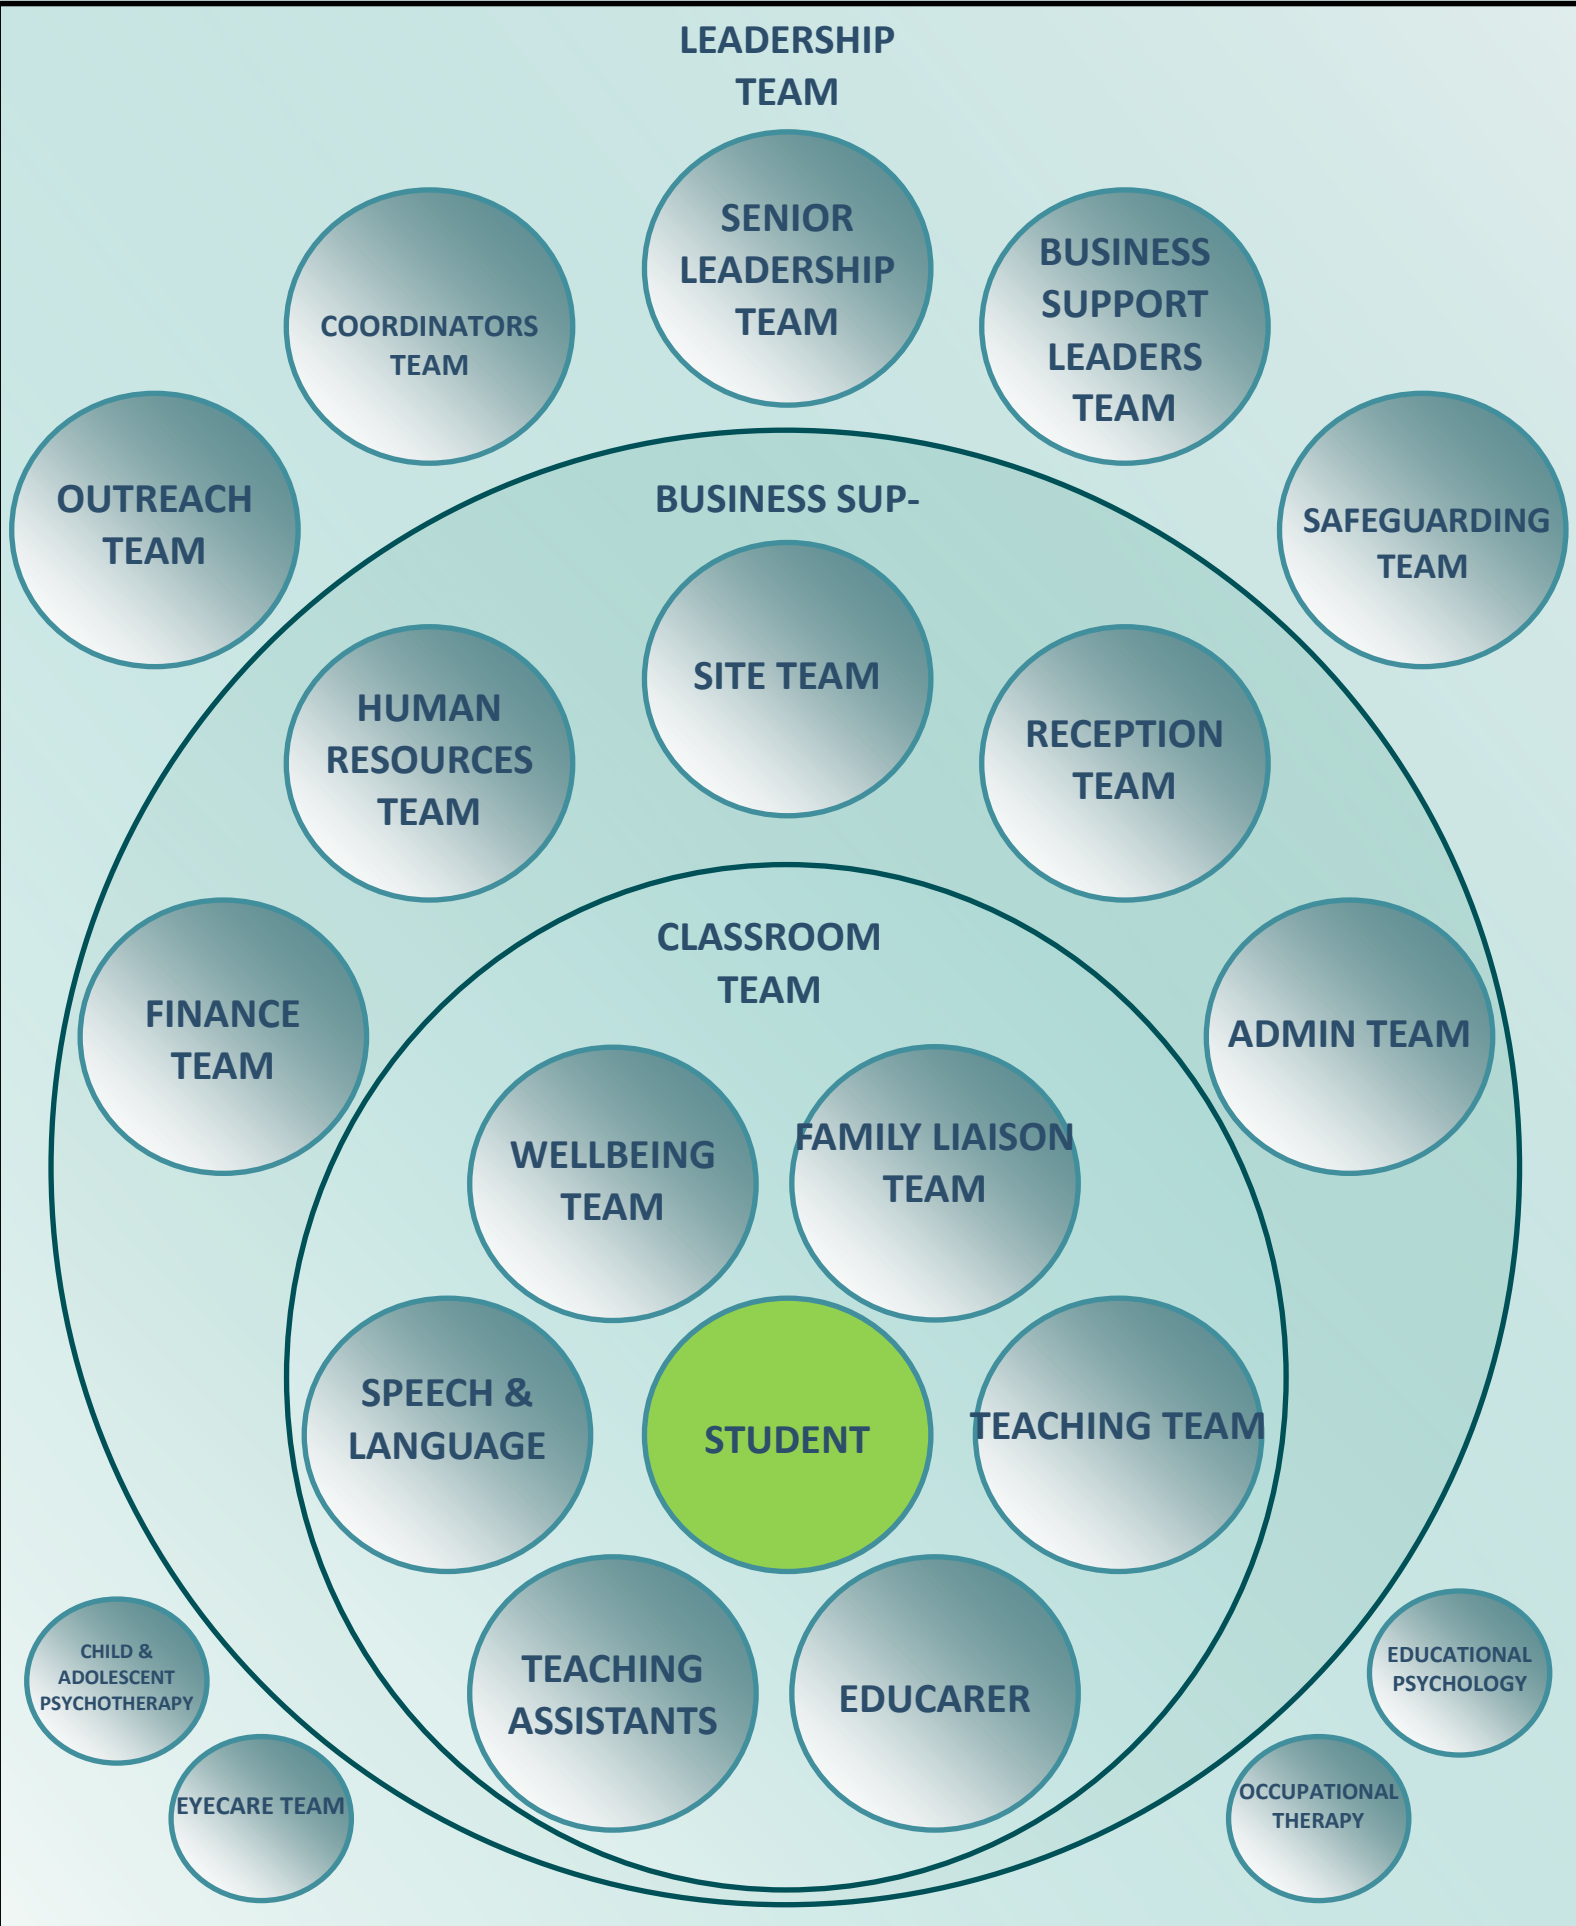 LEADERSHIP
TEAM
SENIOR
LEADERSHIP
TEAM
COORDINATORS
TEAM
BUSINESS
SUPPORT
LEADERS
TEAM
OUTREACH
TEAM
SAFEGUARDING
TEAM
BUSINESS SUP-
SITE TEAM
HUMAN
RESOURCES
TEAM
RECEPTION
TEAM
FINANCE
TEAM
ADMIN TEAM
CLASSROOM
TEAM
WELLBEING
TEAM
FAMILY LIAISON
TEAM
SPEECH &
LANGUAGE
STUDENT
TEACHING TEAM
TEACHING
ASSISTANTS
EDUCARER
CHILD &
ADOLESCENT
PSYCHOTHERAPY
EYECARE TEAM
EDUCATIONAL
PSYCHOLOGY
OCCUPATIONAL
THERAPY